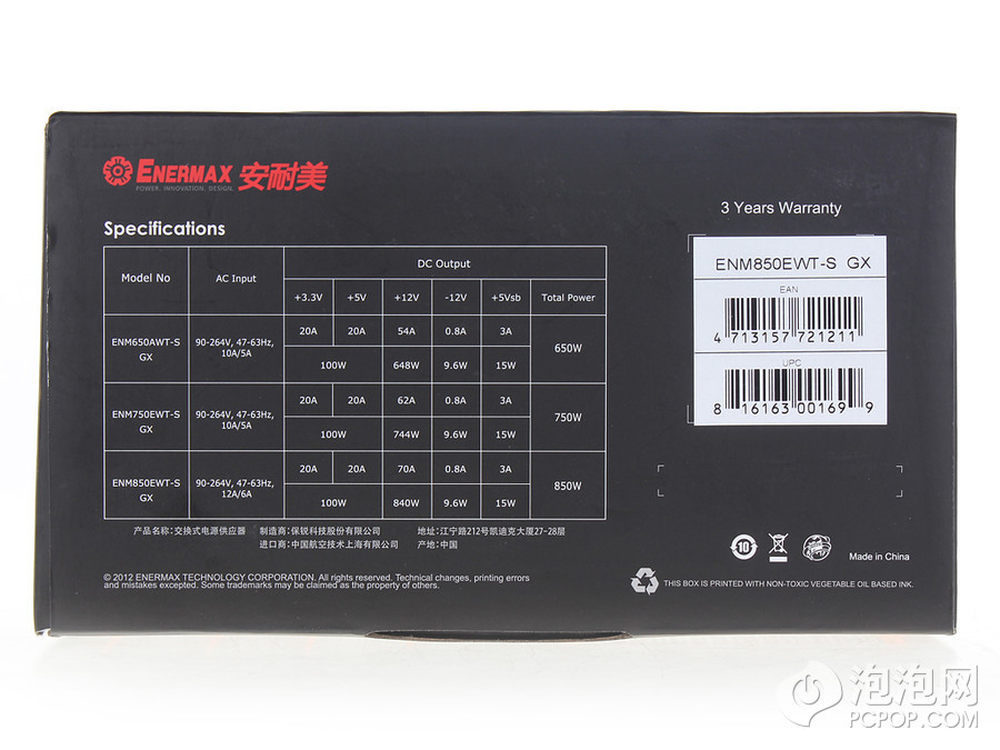 ENERMAX 安耐美
POWER. INNOVATION. DESIGN.
3 Years Warranty
Specifications
ENM850EWT-S GX
EAN
4 713157 721211
UPC
8 16163 00169 9
Model No AC Input DC Output
+3.3V +5V +12V -12V +5Vsb Total Power
ENM650AWT-S GX 90-264V, 47-63Hz, 10A/5A 20A 20A 54A 0.8A 3A 650W
100W 648W 9.6W 15W
ENM750EWT-S GX 90-264V, 47-63Hz, 10A/5A 20A 20A 62A 0.8A 3A 750W
100W 744W 9.6W 15W
ENM850EWT-S GX 90-264V, 47-63Hz, 12A/6A 20A 20A 70A 0.8A 3A 850W
100W 840W 9.6W 15W
产品名称:交换式电源供应器 制造商:保锐科技股份有限公司 地址:江宁路212号凯迪克大厦27-28层
进口商:中国航空技术上海有限公司 产地:中国
10
Made in China
© 2012 ENERMAX TECHNOLOGY CORPORATION. All rights reserved. Technical changes, printing errors
and mistakes excepted. Some trademarks may be claimed as the property of others.
THIS BOX IS PRINTED WITH NON-TOXIC VEGETABLE OIL BASED INK.
泡泡网
PCPOP.COM